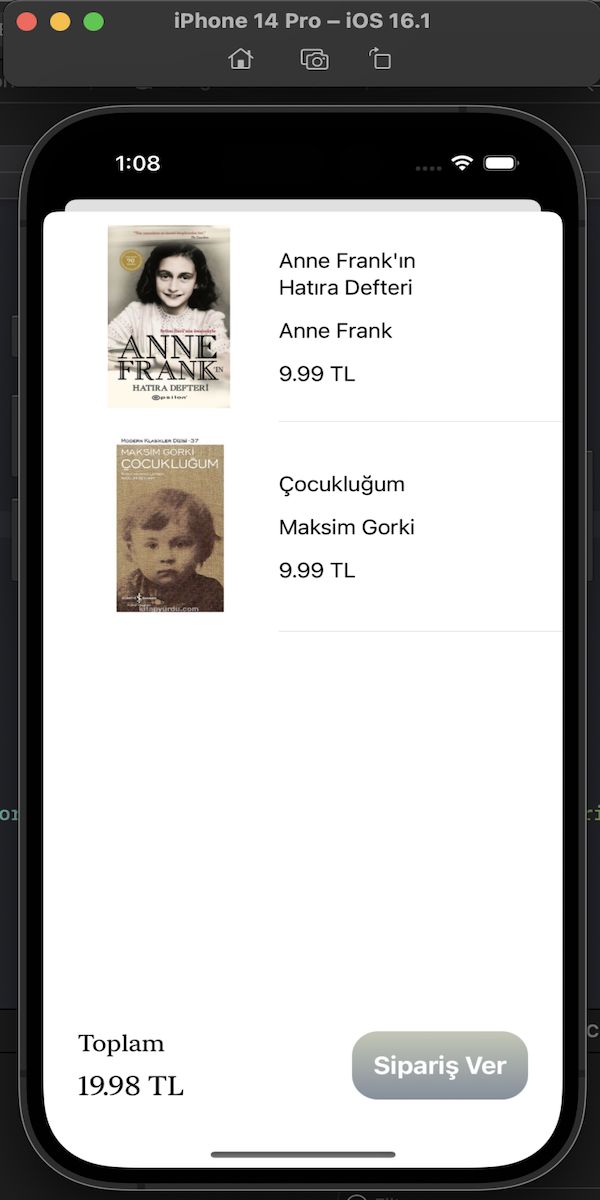 iPhone 14 Pro – iOS 16.1
1:08
ANNE
FRANK'IN
HATIRA DEFTERİ
epsilon
Anne Frank'ın
Hatıra Defteri
Anne Frank
9.99 TL
MODERN KLASİKLER DİZİSİ -37
MAKSİM GORKİ
ÇOCUKLUĞUM
kitapyurdu.com
Çocukluğum
Maksim Gorki
9.99 TL
Toplam
19.98 TL
Sipariş Ver